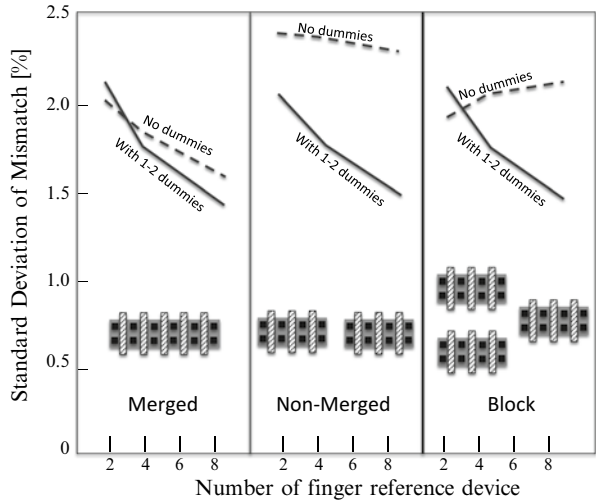 Standard Deviation of Mismatch [%]
2.5
2.0
1.5
1.0
0.5
0
No dummies
With 1-2 dummies
Merged
2 4 6 8
No dummies
With 1-2 dummies
Non-Merged
2 4 6 8
No dummies
With 1-2 dummies
Block
2 4 6 8
Number of finger reference device